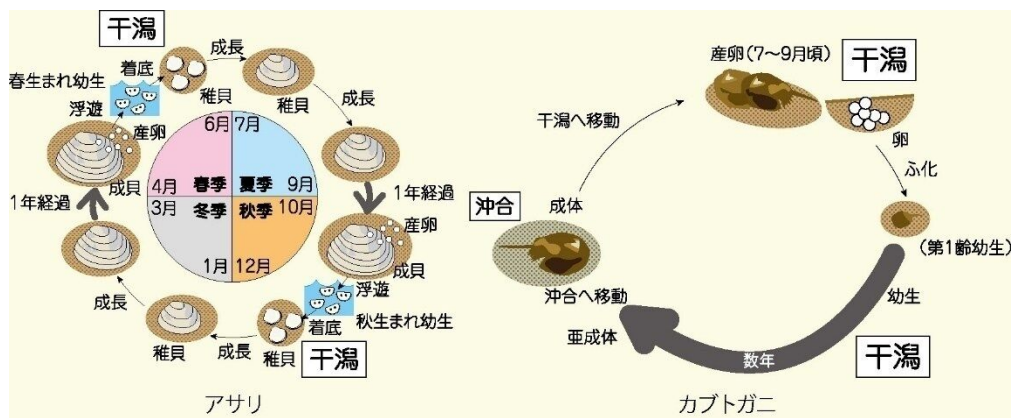 干潟
成長
着底
春生まれ幼生
稚貝
稚貝
浮遊
成長
産卵
6月
7月
成貝
4月
春季
夏季
9月
1年経過
1年経過
3月
冬季
秋季
10月
産卵
成貝
1月
12月
浮遊
成長
着底
秋生まれ幼生
稚貝
成長
稚貝
干潟
アサリ
産卵(7~9月頃)
干潟
干潟へ移動
卵
ふ化
沖合
成体
(第1齢幼生)
沖合へ移動
幼生
亜成体
数年
干潟
カブトガニ